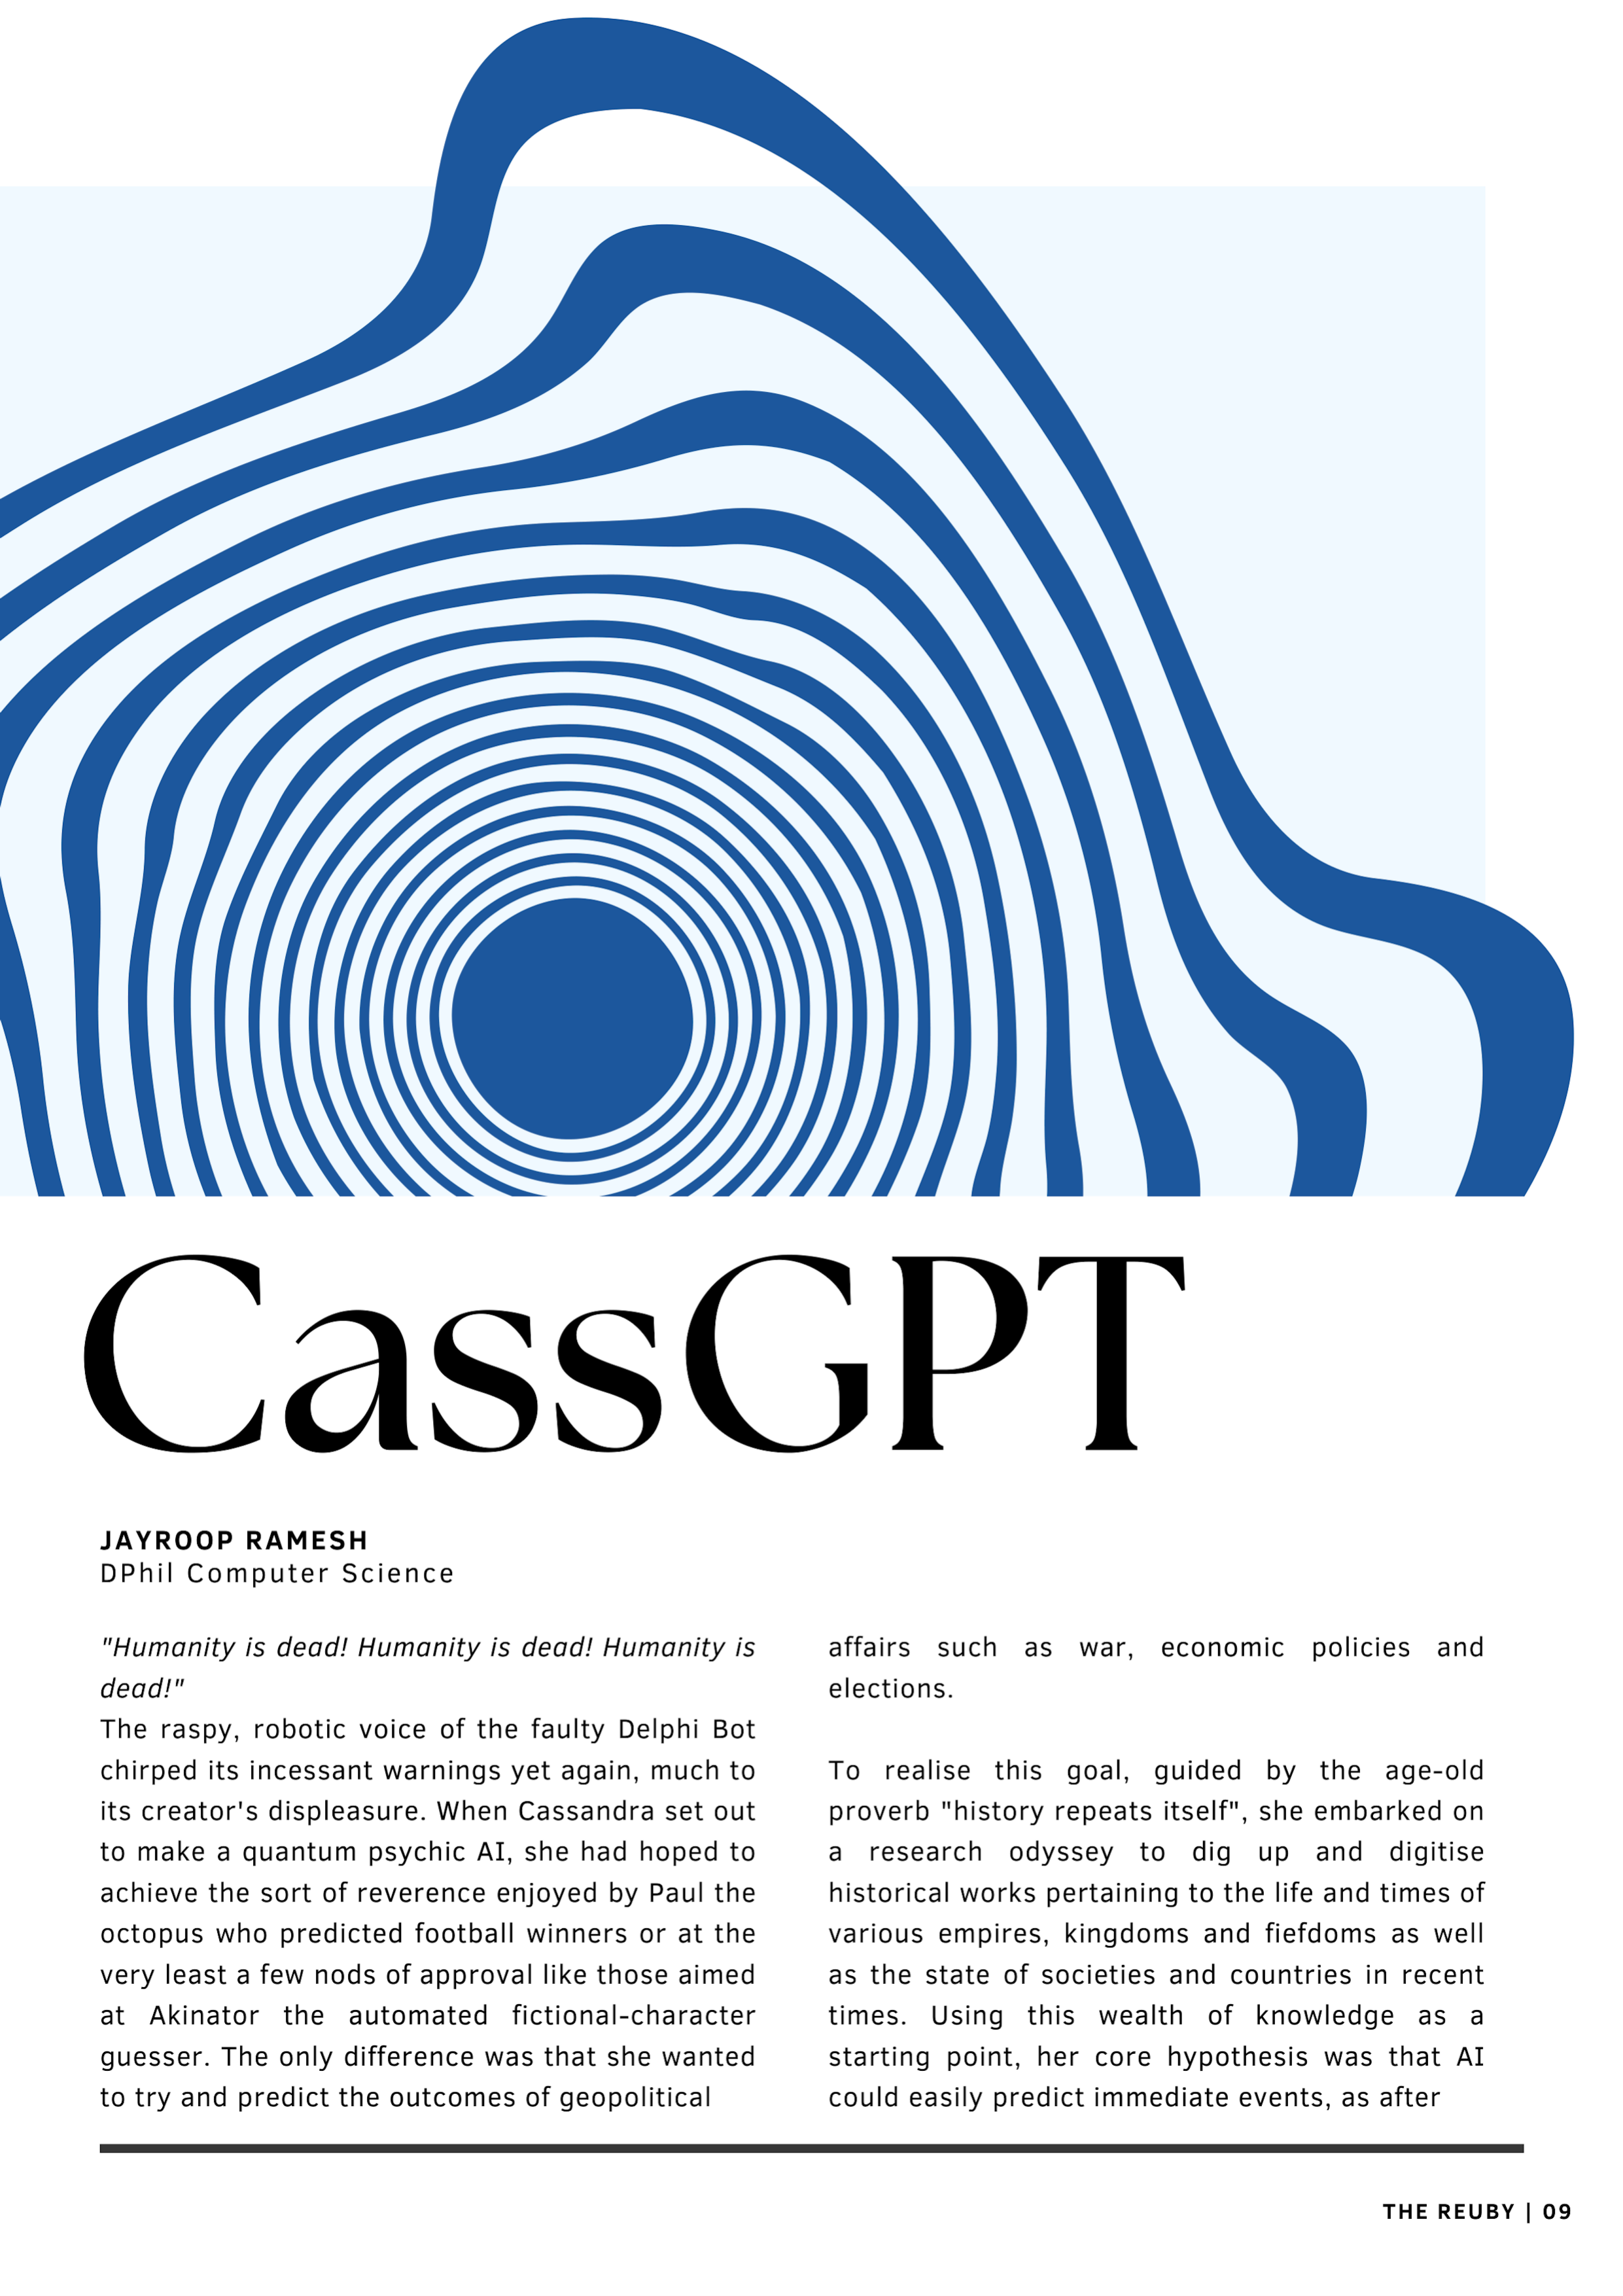 CassGPT
JAYROOP RAMESH
DPhil Computer Science
"Humanity is dead! Humanity is dead! Humanity is
dead!"
The raspy, robotic voice of the faulty Delphi Bot
chirped its incessant warnings yet again, much to
its creator's displeasure. When Cassandra set out
to make a quantum psychic AI, she had hoped to
achieve the sort of reverence enjoyed by Paul the
octopus who predicted football winners or at the
very least a few nods of approval like those aimed
at Akinator the automated fictional-character
guesser. The only difference was that she wanted
to try and predict the outcomes of geopolitical
affairs such as war, economic policies and
elections.
To realise this goal, guided by the age-old
proverb "history repeats itself", she embarked on
a research odyssey to dig up and digitise
historical works pertaining to the life and times of
various empires, kingdoms and fiefdoms as well
as the state of societies and countries in recent
times. Using this wealth of knowledge as a
starting point, her core hypothesis was that AI
could easily predict immediate events, as after
THE REUBY | 09